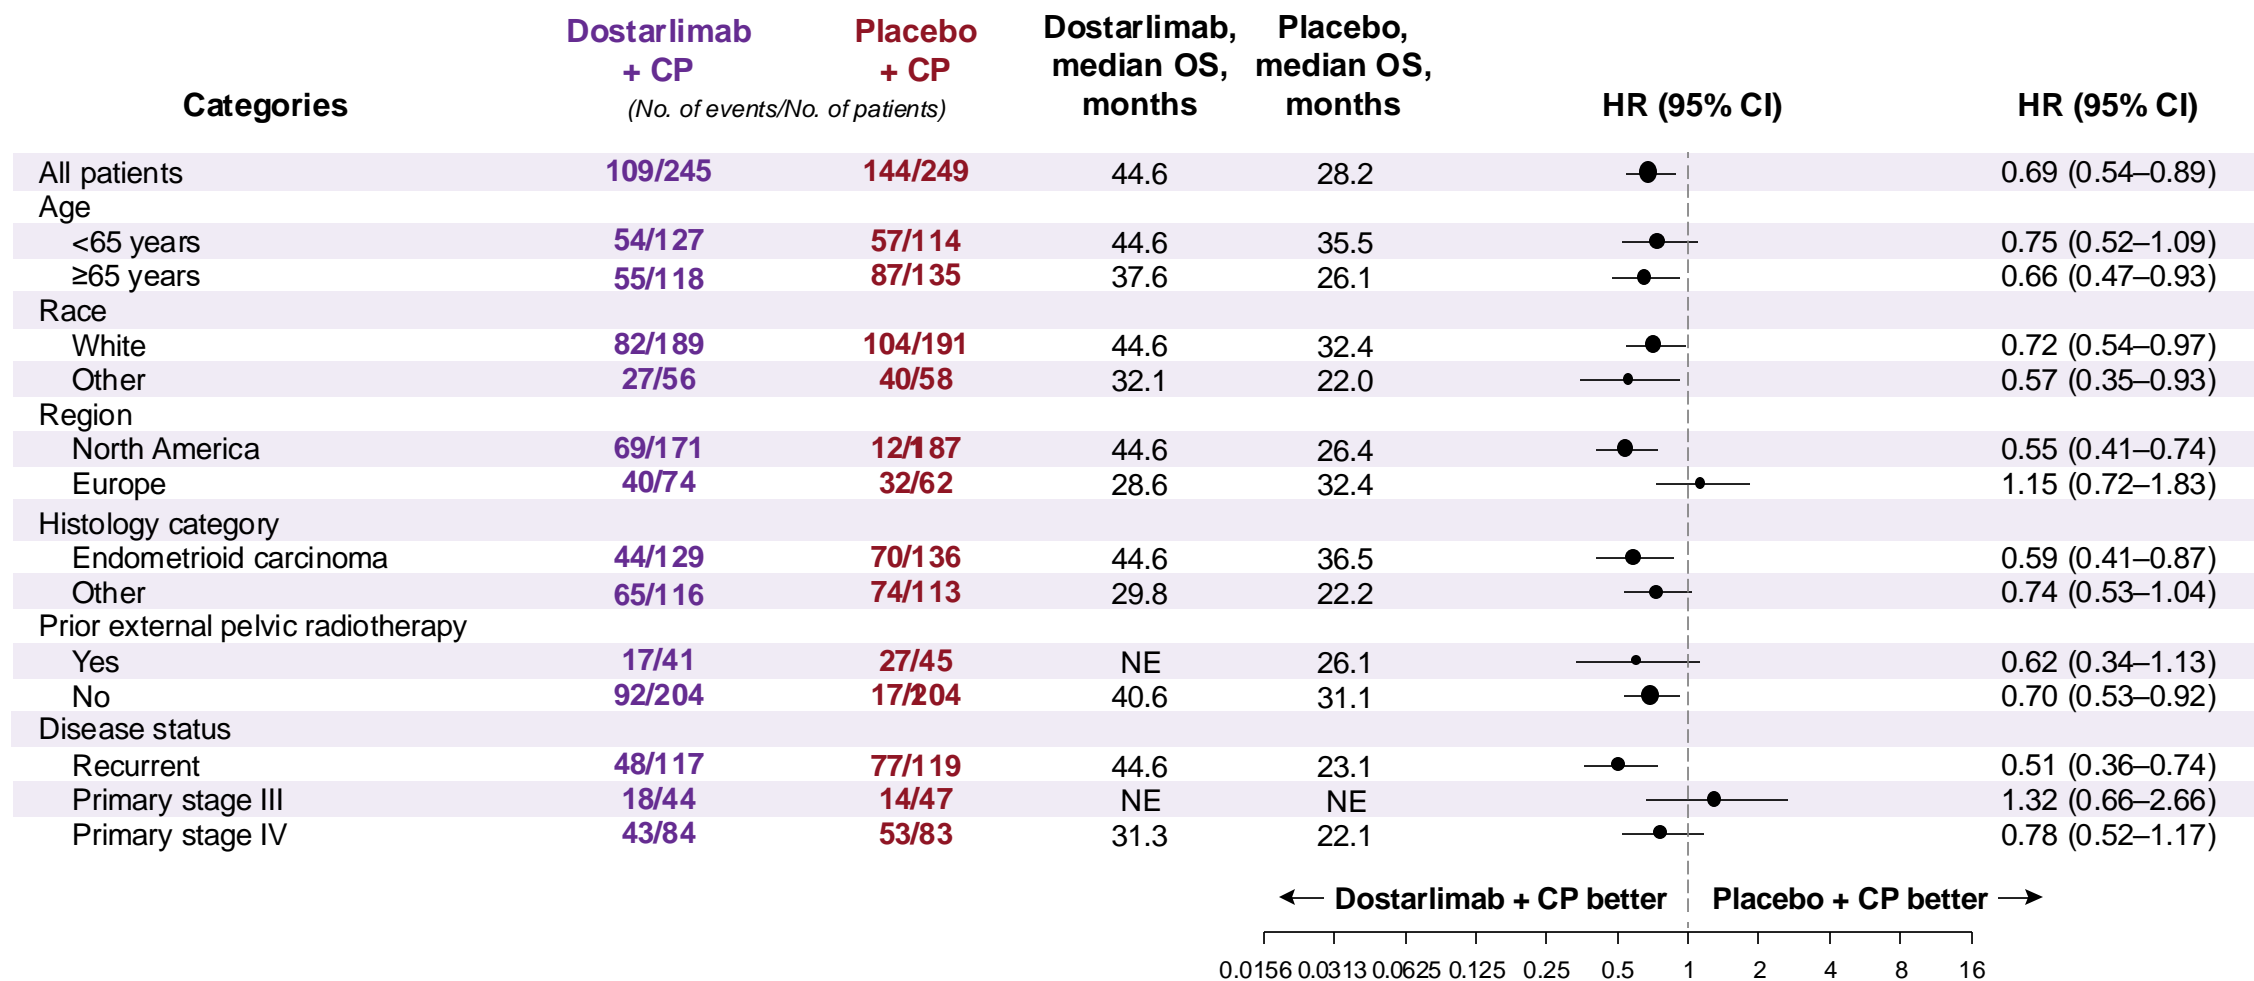 Dostarlimab + CP Placebo + CP Dostarlimab, median OS, months Placebo, median OS, months
Categories (No. of events/No. of patients) HR (95% CI) HR (95% CI)
All patients 109/245 144/249 44.6 28.2 0.69 (0.54–0.89)
Age
<65 years 54/127 57/114 44.6 35.5 0.75 (0.52–1.09)
≥65 years 55/118 87/135 37.6 26.1 0.66 (0.47–0.93)
Race
White 82/189 104/191 44.6 32.4 0.72 (0.54–0.97)
Other 27/56 40/58 32.1 22.0 0.57 (0.35–0.93)
Region
North America 69/171 12/187 44.6 26.4 0.55 (0.41–0.74)
Europe 40/74 32/62 28.6 32.4 1.15 (0.72–1.83)
Histology category
Endometrioid carcinoma 44/129 70/136 44.6 36.5 0.59 (0.41–0.87)
Other 65/116 74/113 29.8 22.2 0.74 (0.53–1.04)
Prior external pelvic radiotherapy
Yes 17/41 27/45 NE 26.1 0.62 (0.34–1.13)
No 92/204 17/204 40.6 31.1 0.70 (0.53–0.92)
Disease status
Recurrent 48/117 77/119 44.6 23.1 0.51 (0.36–0.74)
Primary stage III 18/44 14/47 NE NE 1.32 (0.66–2.66)
Primary stage IV 43/84 53/83 31.3 22.1 0.78 (0.52–1.17)
← Dostarlimab + CP better Placebo + CP better →
0.0156 0.0313 0.0625 0.125 0.25 0.5 1 2 4 8 16